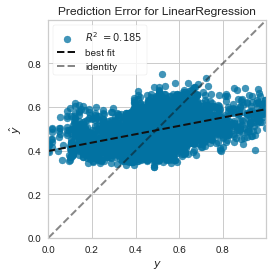 Prediction Error for LinearRegression
R² = 0.185
best fit
identity
ŷ
0.8
0.6
0.4
0.2
0.0
0.0 0.2 0.4 0.6 0.8
y